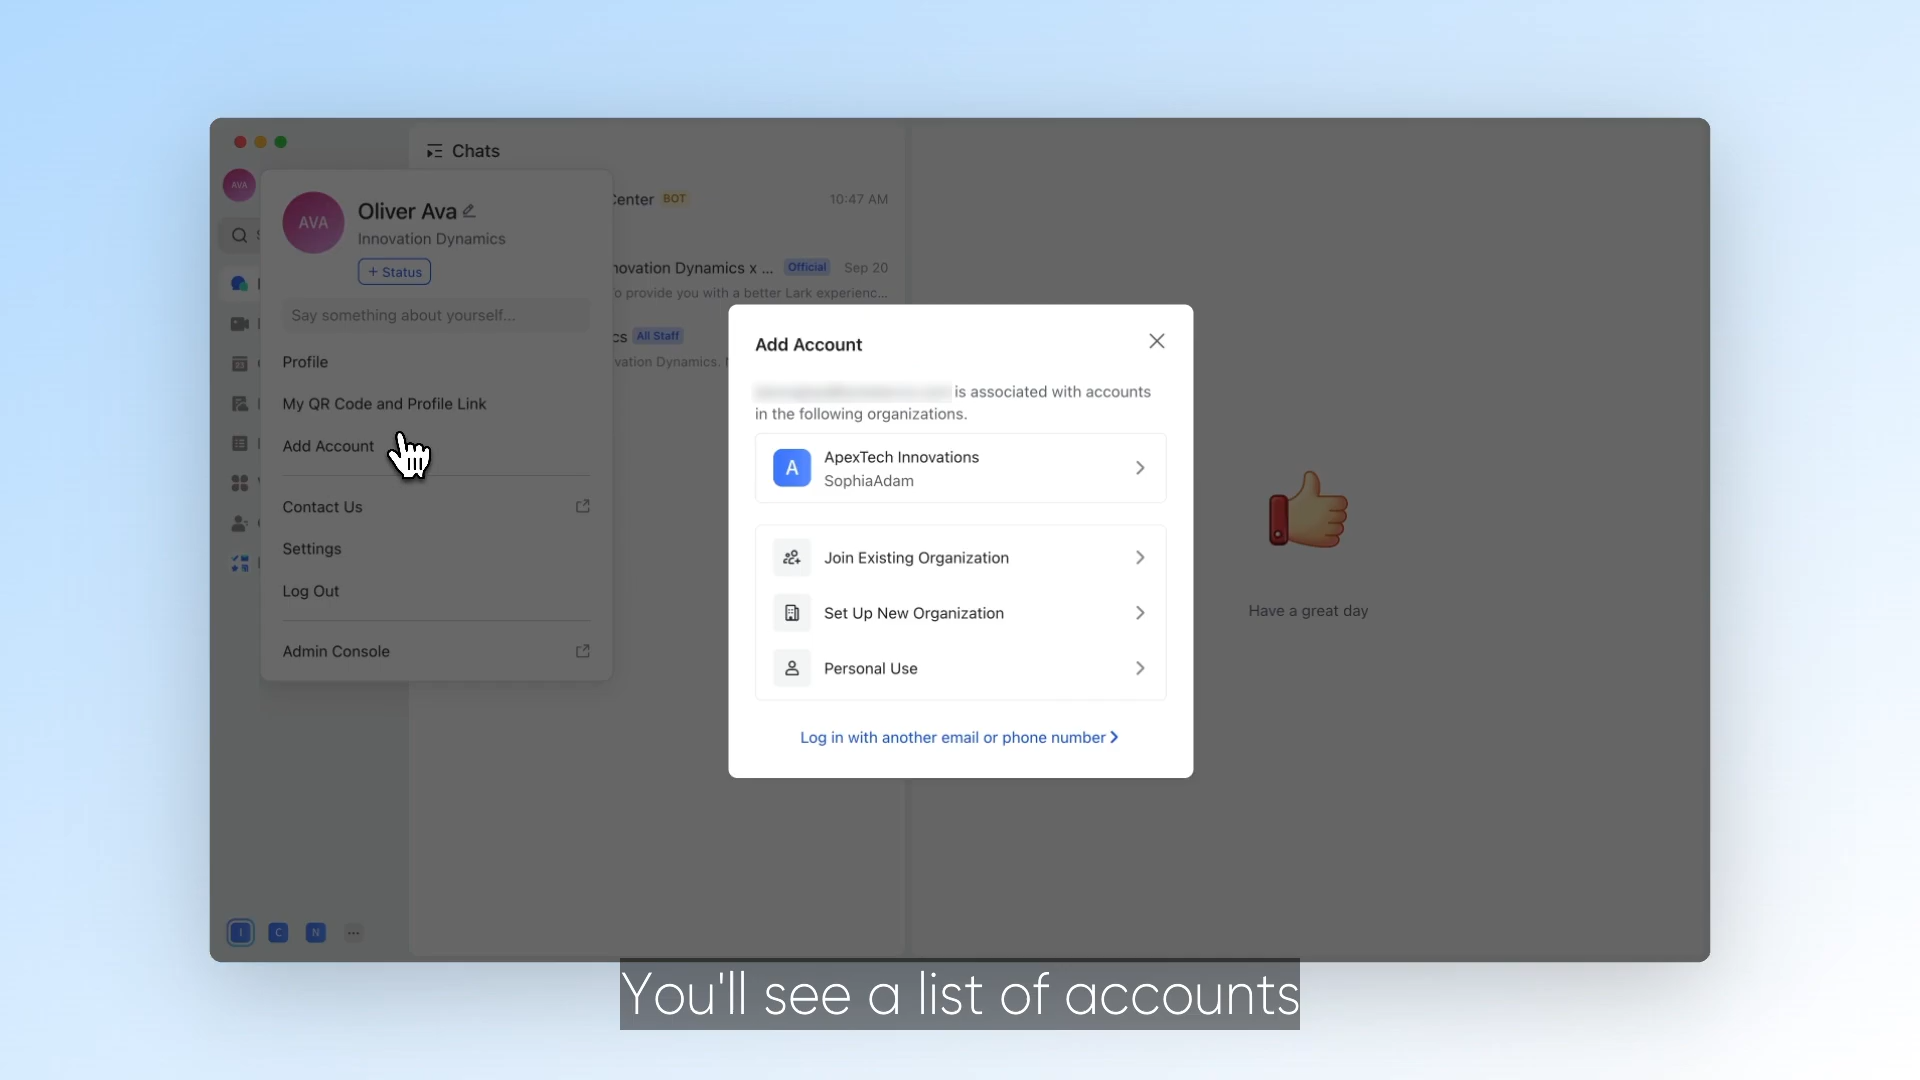 Chats
AVA
AVA
Oliver Ava
Innovation Dynamics
+ Status
Say something about yourself...
Profile
My QR Code and Profile Link
Add Account
Contact Us
Settings
Log Out
Admin Console
Center BOT
10:47 AM
novation Dynamics x ... Official Sep 20
o provide you with a better Lark experienc...
cs All Staff
vation Dynamics.
Add Account
is associated with accounts
in the following organizations.
A
ApexTech Innovations
SophiaAdam
Join Existing Organization
Set Up New Organization
Personal Use
Log in with another email or phone number
Have a great day
I C N ...
You'll see a list of accounts